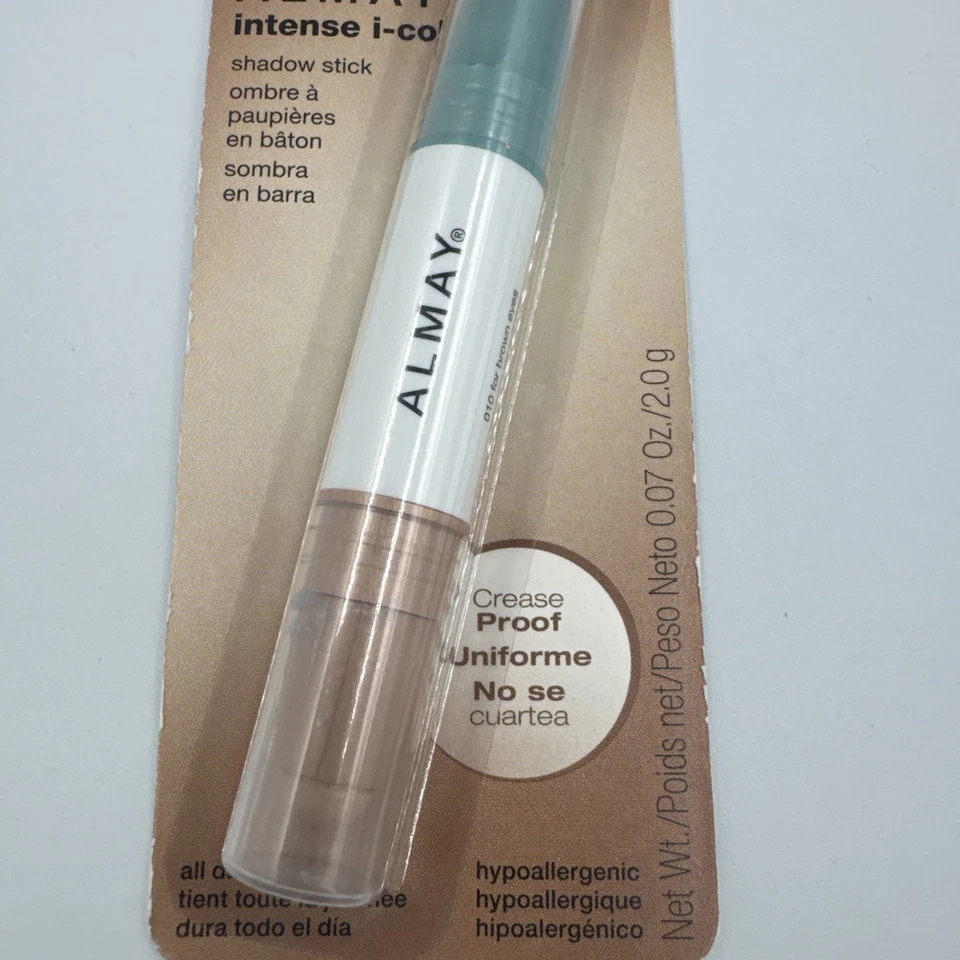 intense i-co
shadow stick
ombre à
paupières
en bâton
sombra
en barra
ALMAY®
010 for brown eyes
Crease
Proof
Uniforme
No se
cuartea
Net Wt./Poids net/Peso Neto 0.07 Oz./2.0 g
all
tient toute
dura todo el día
hypoallergenic
hypoallergique
hipoalergénico